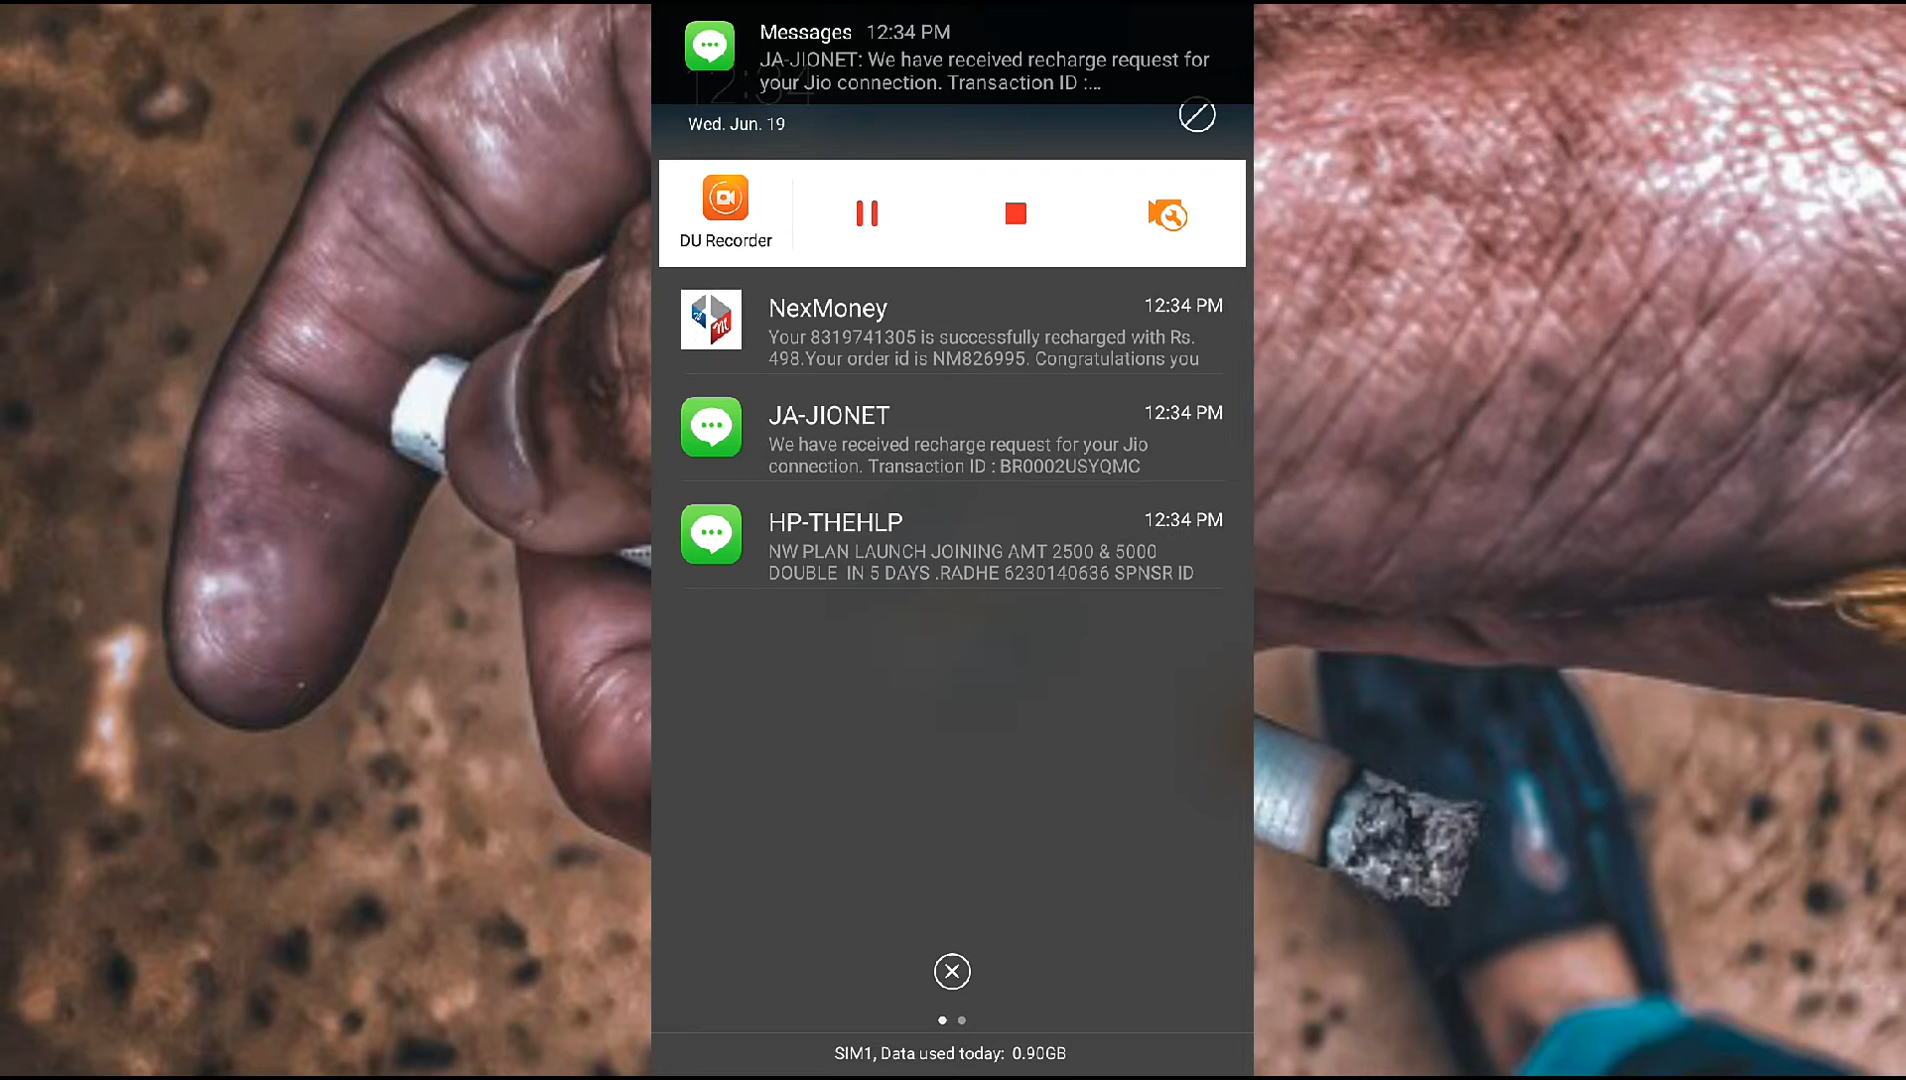 Messages 12:34 PM
JA-JIONET: We have received recharge request for
your Jio connection. Transaction ID :...
12:34
Wed. Jun. 19
DU Recorder
NexMoney 12:34 PM
Your 8319741305 is successfully recharged with Rs.
498.Your order id is NM826995. Congratulations you
JA-JIONET 12:34 PM
We have received recharge request for your Jio
connection. Transaction ID : BR0002USYQMC
HP-THEHLP 12:34 PM
NW PLAN LAUNCH JOINING AMT 2500 & 5000
DOUBLE IN 5 DAYS .RADHE 6230140636 SPNSR ID
SIM1, Data used today: 0.90GB